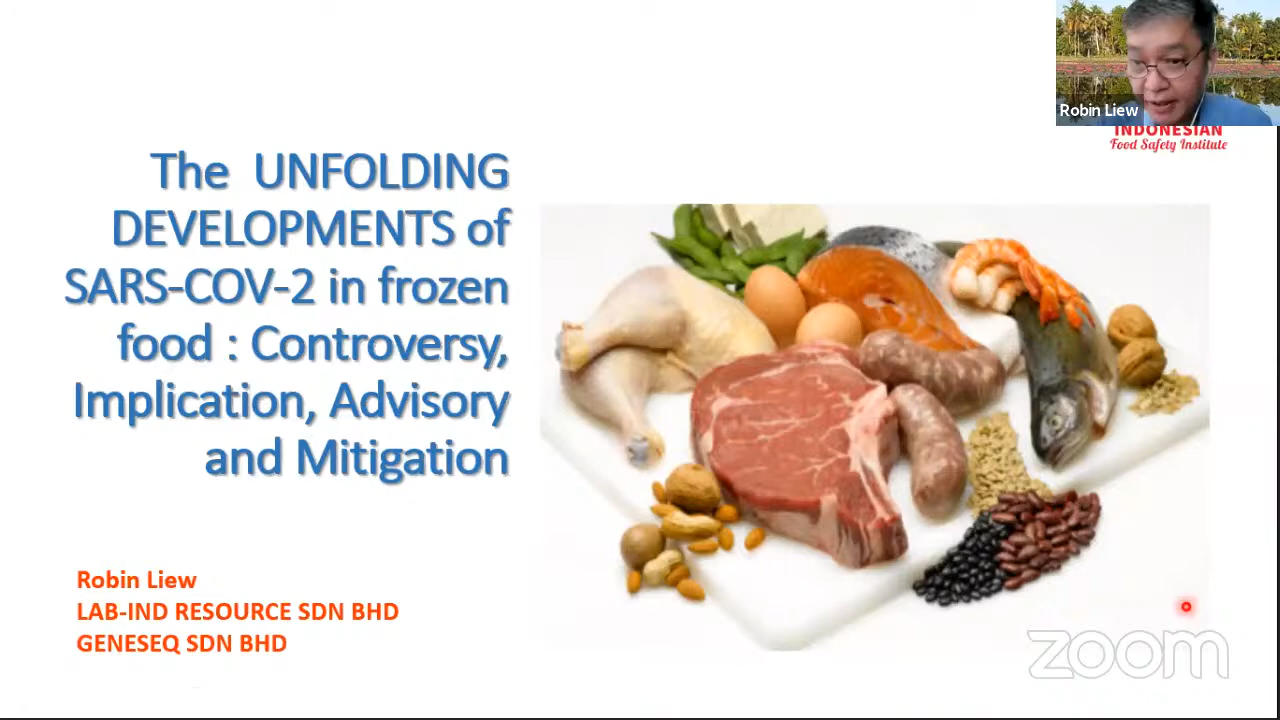 Robin Liew
INDONESIAN
Food Safety Institute
The UNFOLDING
DEVELOPMENTS of
SARS-COV-2 in frozen
food : Controversy,
Implication, Advisory
and Mitigation
Robin Liew
LAB-IND RESOURCE SDN BHD
GENESEQ SDN BHD
zoom